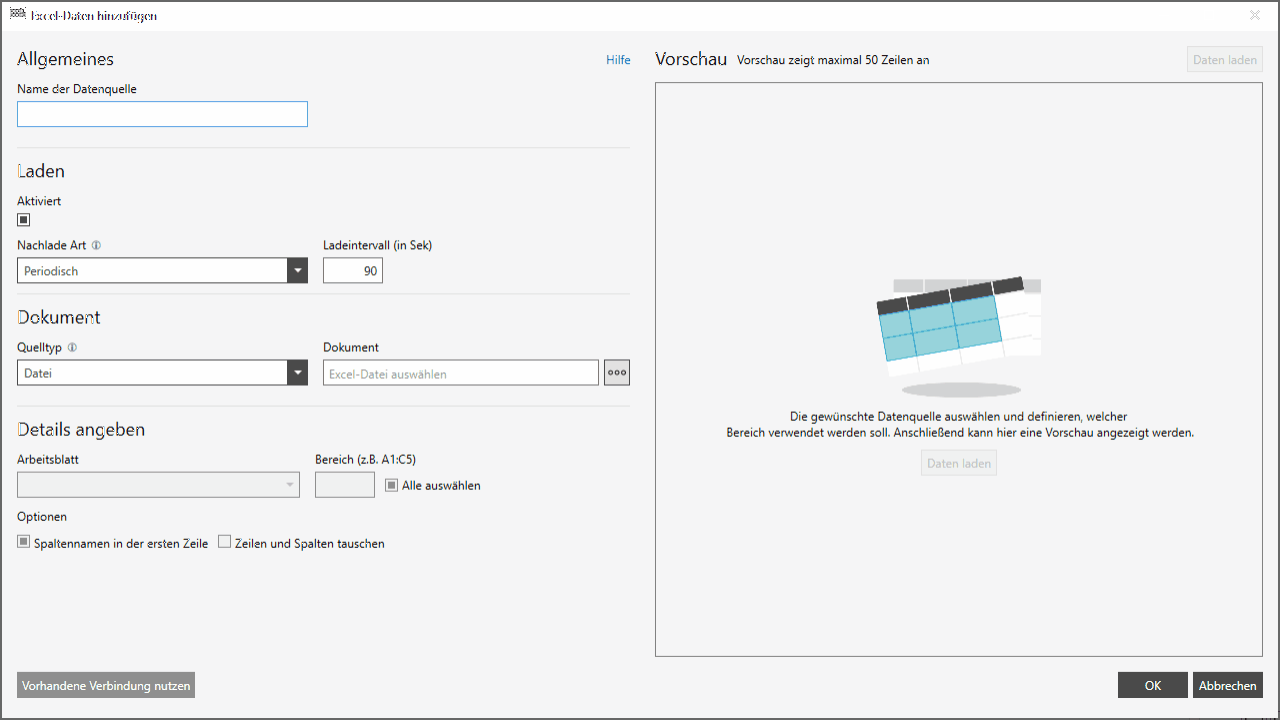 Excel-Daten hinzufügen
Allgemeines
Hilfe
Name der Datenquelle
Laden
Aktiviert
Nachlade Art
Ladeintervall (in Sek)
Periodisch
90
Dokument
Quelltyp
Dokument
Datei
Excel-Datei auswählen
Details angeben
Arbeitsblatt
Bereich (z.B. A1:C5)
Alle auswählen
Optionen
Spaltennamen in der ersten Zeile
Zeilen und Spalten tauschen
Vorhandene Verbindung nutzen
Vorschau
Vorschau zeigt maximal 50 Zeilen an
Daten laden
Die gewünschte Datenquelle auswählen und definieren, welcher
Bereich verwendet werden soll. Anschließend kann hier eine Vorschau angezeigt werden.
Daten laden
OK
Abbrechen